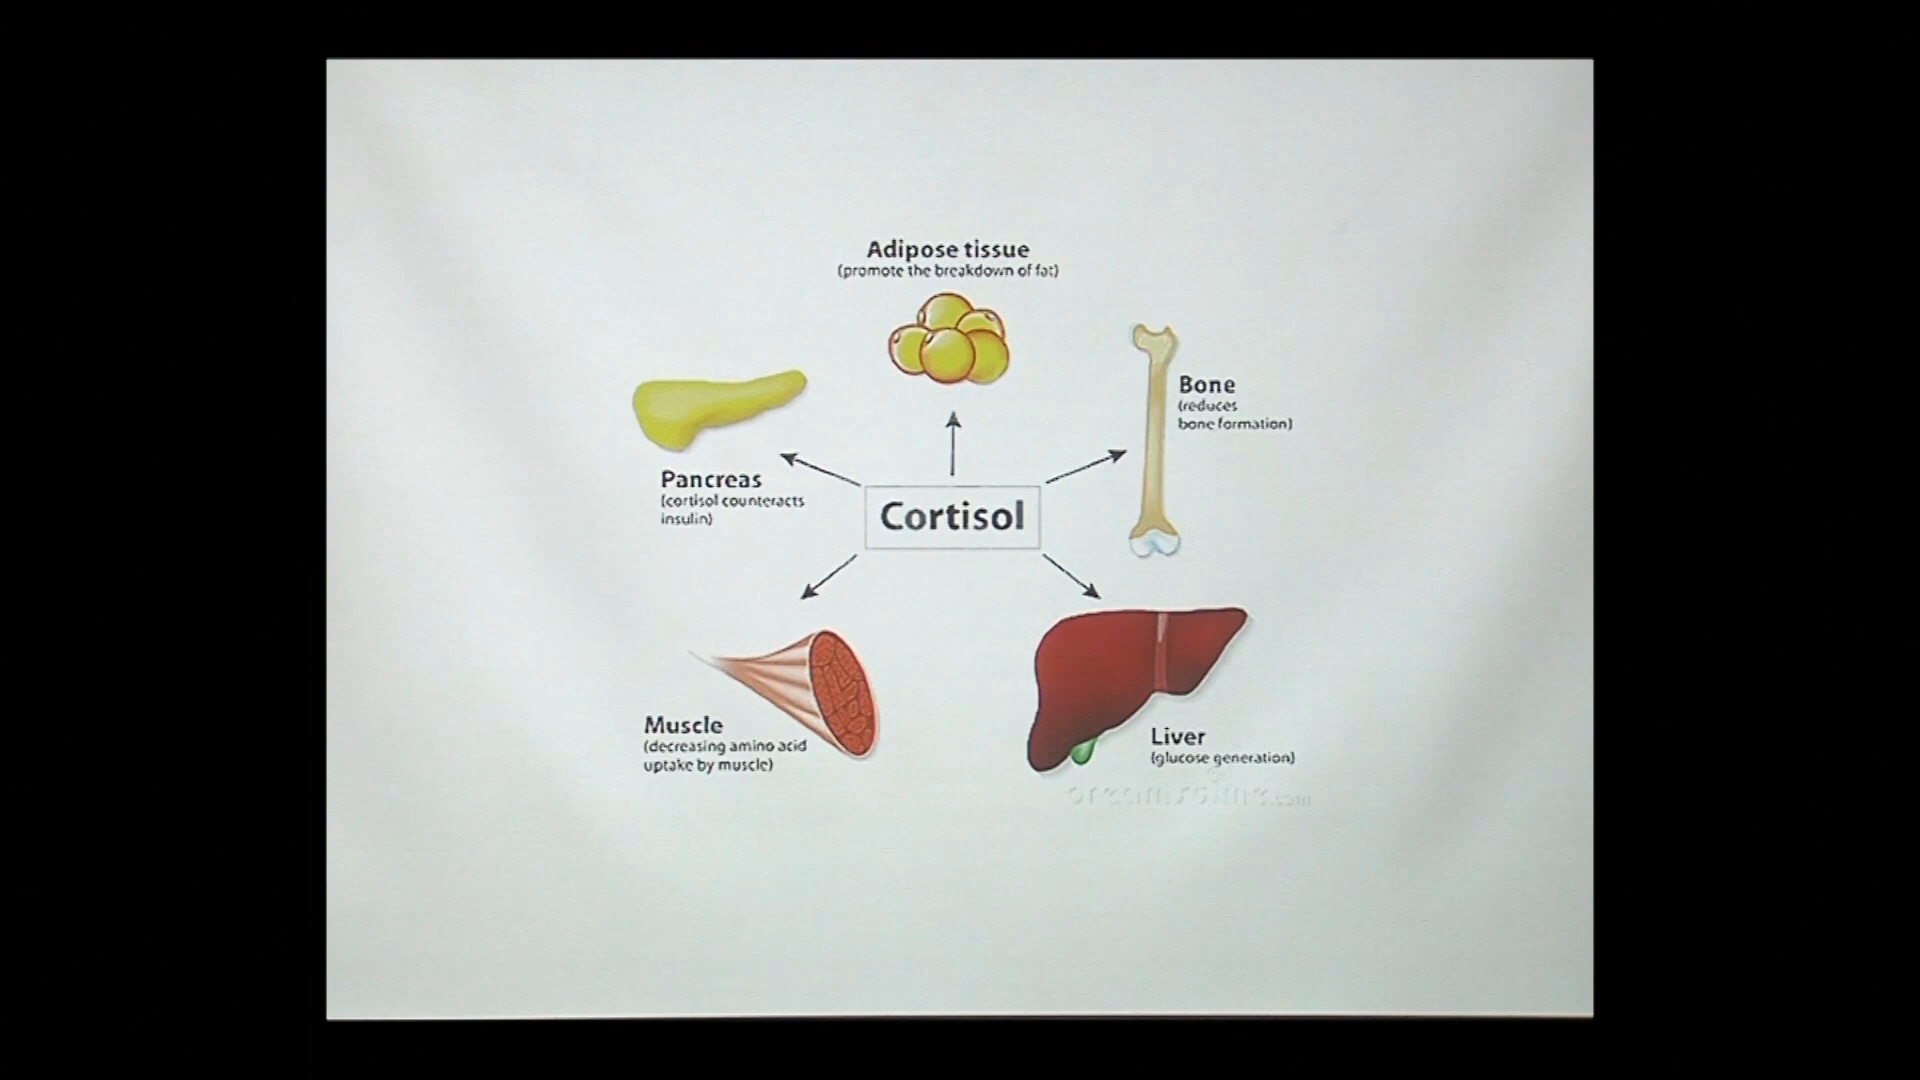 Adipose tissue
(promote the breakdown of fat)
Bone
(reduces
bone formation)
Pancreas
(cortisol counteracts
insulin)
Cortisol
Muscle
(decreasing amino acid
uptake by muscle)
Liver
(glucose generation)